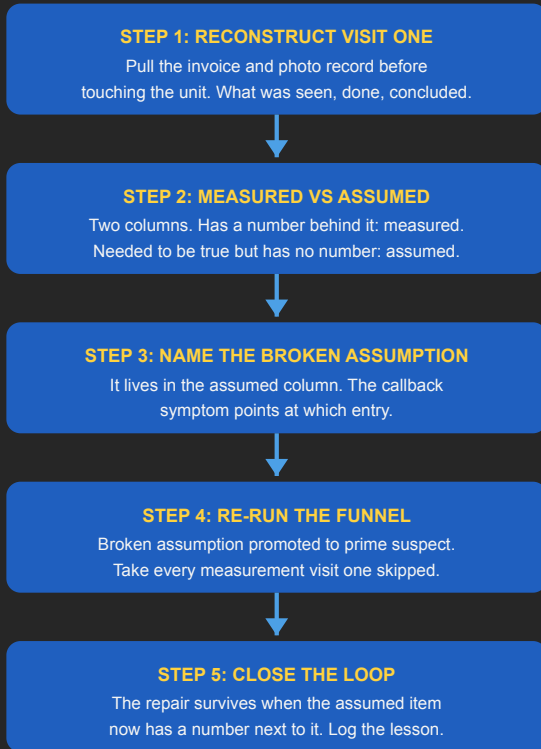 STEP 1: RECONSTRUCT VISIT ONE
Pull the invoice and photo record before
touching the unit. What was seen, done, concluded.
STEP 2: MEASURED VS ASSUMED
Two columns. Has a number behind it: measured.
Needed to be true but has no number: assumed.
STEP 3: NAME THE BROKEN ASSUMPTION
It lives in the assumed column. The callback
symptom points at which entry.
STEP 4: RE-RUN THE FUNNEL
Broken assumption promoted to prime suspect.
Take every measurement visit one skipped.
STEP 5: CLOSE THE LOOP
The repair survives when the assumed item
now has a number next to it. Log the lesson.